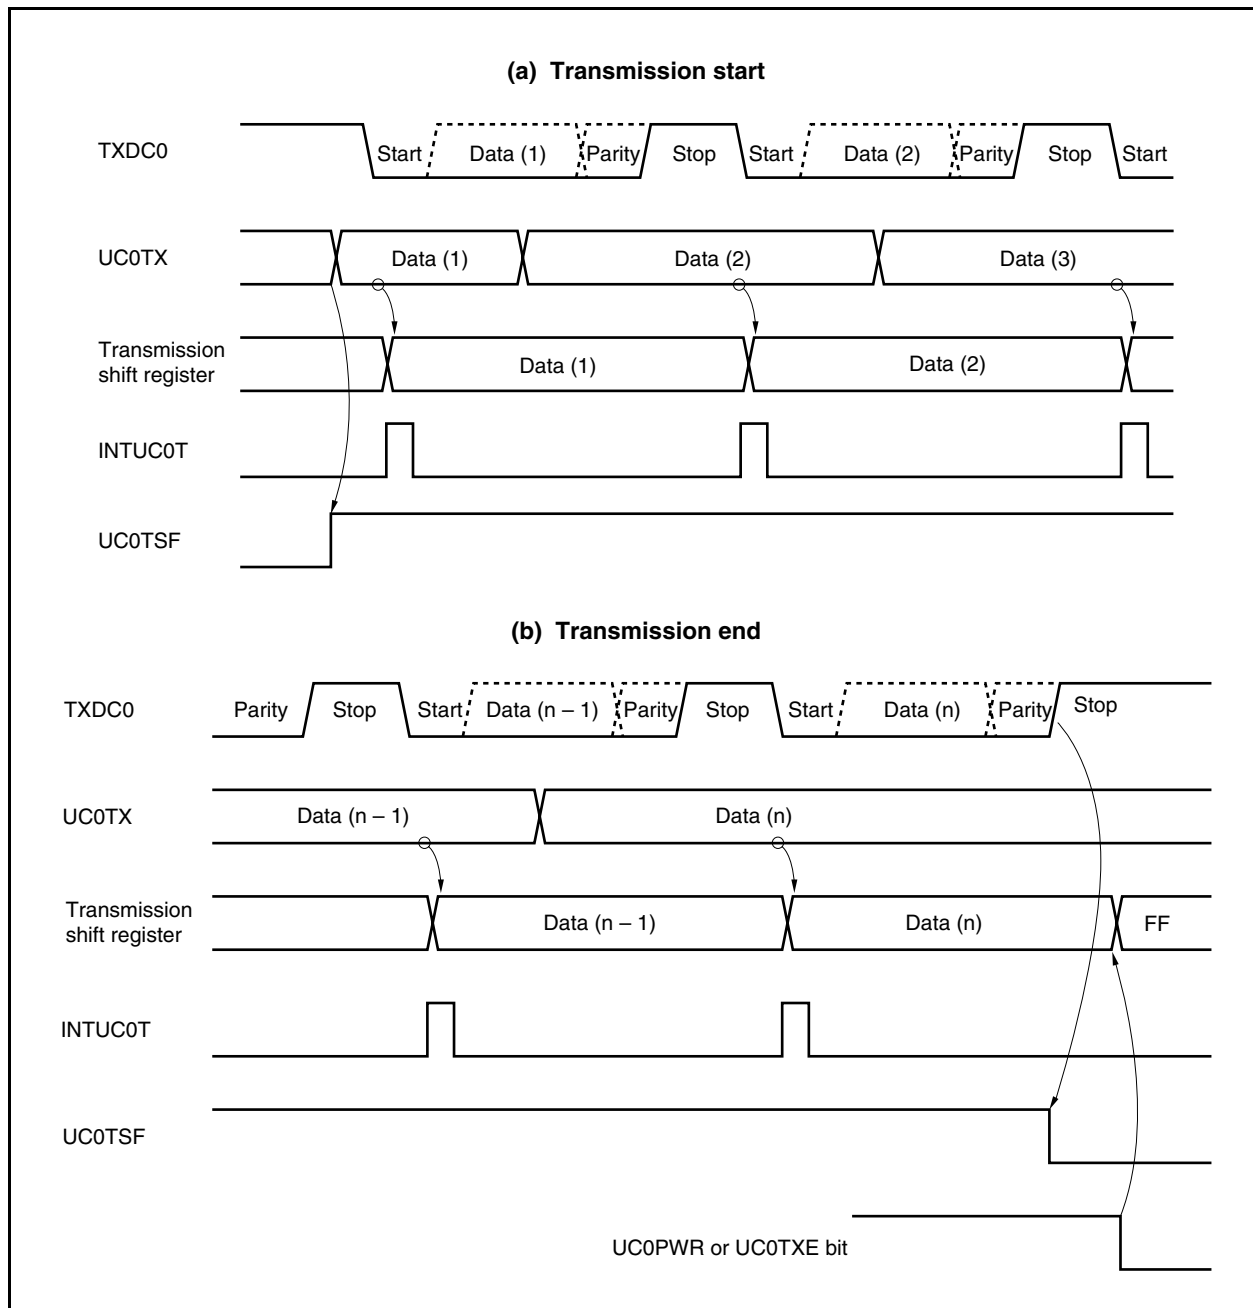 (a) Transmission start
TXDC0
Start Data (1) Parity Stop Start Data (2) Parity Stop Start
UC0TX
Data (1) Data (2) Data (3)
Transmission
shift register
Data (1) Data (2)
INTUC0T
UC0TSF
(b) Transmission end
TXDC0
Parity Stop Start Data (n – 1) Parity Stop Start Data (n) Parity Stop
UC0TX
Data (n – 1) Data (n)
Transmission
shift register
Data (n – 1) Data (n) FF
INTUC0T
UC0TSF
UC0PWR or UC0TXE bit